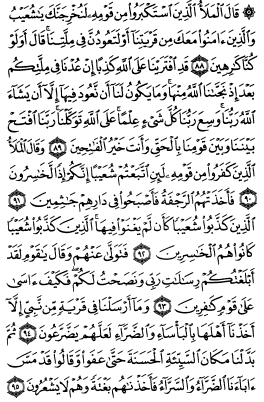 ۞ قَالَ ٱلْمَلَأُ ٱلَّذِينَ ٱسْتَكْبَرُوا۟ مِن قَوْمِهِۦ لَنُخْرِجَنَّكَ يَٰشُعَيْبُ
وَٱلَّذِينَ ءَامَنُوا۟ مَعَكَ مِن قَرْيَتِنَآ أَوْ لَتَعُودُنَّ فِى مِلَّتِنَا ۚ قَالَ أَوَلَوْ
كُنَّا كَٰرِهِينَ ٨٨ قَدِ ٱفْتَرَيْنَا عَلَى ٱللَّهِ كَذِبًا إِنْ عُدْنَا فِى مِلَّتِكُم
بَعْدَ إِذْ نَجَّىٰنَا ٱللَّهُ مِنْهَا ۚ وَمَا يَكُونُ لَنَآ أَن نَّعُودَ فِيهَآ إِلَّآ أَن يَشَآءَ
ٱللَّهُ رَبُّنَا ۚ وَسِعَ رَبُّنَا كُلَّ شَىْءٍ عِلْمًا ۚ عَلَى ٱللَّهِ تَوَكَّلْنَا ۚ رَبَّنَا ٱفْتَحْ
بَيْنَنَا وَبَيْنَ قَوْمِنَا بِٱلْحَقِّ وَأَنتَ خَيْرُ ٱلْفَٰتِحِينَ ٨٩ وَقَالَ ٱلْمَلَأُ
ٱلَّذِينَ كَفَرُوا۟ مِن قَوْمِهِۦ لَئِنِ ٱتَّبَعْتُمْ شُعَيْبًا إِنَّكُمْ إِذًا لَّخَٰسِرُونَ
٩٠ فَأَخَذَتْهُمُ ٱلرَّجْفَةُ فَأَصْبَحُوا۟ فِى دَارِهِمْ جَٰثِمِينَ ٩١
ٱلَّذِينَ كَذَّبُوا۟ شُعَيْبًا كَأَن لَّمْ يَغْنَوْا۟ فِيهَا ۚ ٱلَّذِينَ كَذَّبُوا۟ شُعَيْبًا
كَانُوا۟ هُمُ ٱلْخَٰسِرِينَ ٩٢ فَتَوَلَّىٰ عَنْهُمْ وَقَالَ يَٰقَوْمِ لَقَدْ
أَبْلَغْتُكُمْ رِسَٰلَٰتِ رَبِّى وَنَصَحْتُ لَكُمْ ۖ فَكَيْفَ ءَاسَىٰ
عَلَىٰ قَوْمٍ كَٰفِرِينَ ٩٣ وَمَآ أَرْسَلْنَا فِى قَرْيَةٍ مِّن نَّبِىٍّ إِلَّآ
أَخَذْنَآ أَهْلَهَا بِٱلْبَأْسَآءِ وَٱلضَّرَّآءِ لَعَلَّهُمْ يَضَّرَّعُونَ ٩٤ ثُمَّ
بَدَّلْنَا مَكَانَ ٱلسَّيِّئَةِ ٱلْحَسَنَةَ حَتَّىٰ عَفَوا۟ وَّقَالُوا۟ قَدْ مَسَّ
ءَابَآءَنَا ٱلضَّرَّآءُ وَٱلسَّرَّآءُ فَأَخَذْنَٰهُم بَغْتَةً وَهُمْ لَا يَشْعُرُونَ ٩٥